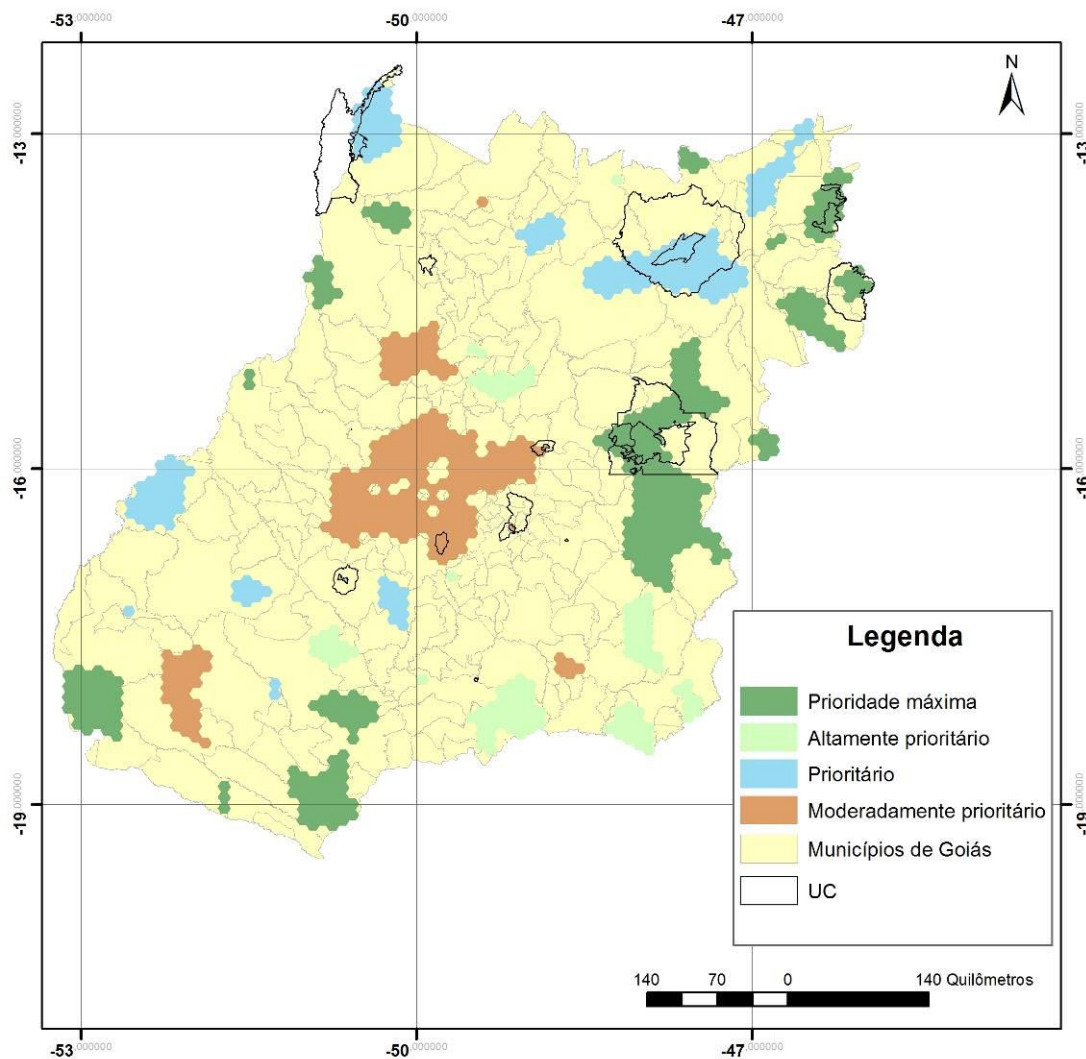 -53.000000 -50.000000 -47.000000
N
-13.000000 -13.000000
-16.000000
-19.000000 -19.000000
Legenda
Prioridade máxima
Altamente prioritário
Prioritário
Moderadamente prioritário
Municípios de Goiás
UC
140 70 0 140 Quilômetros
-53.000000 -50.000000 -47.000000
-16.000000